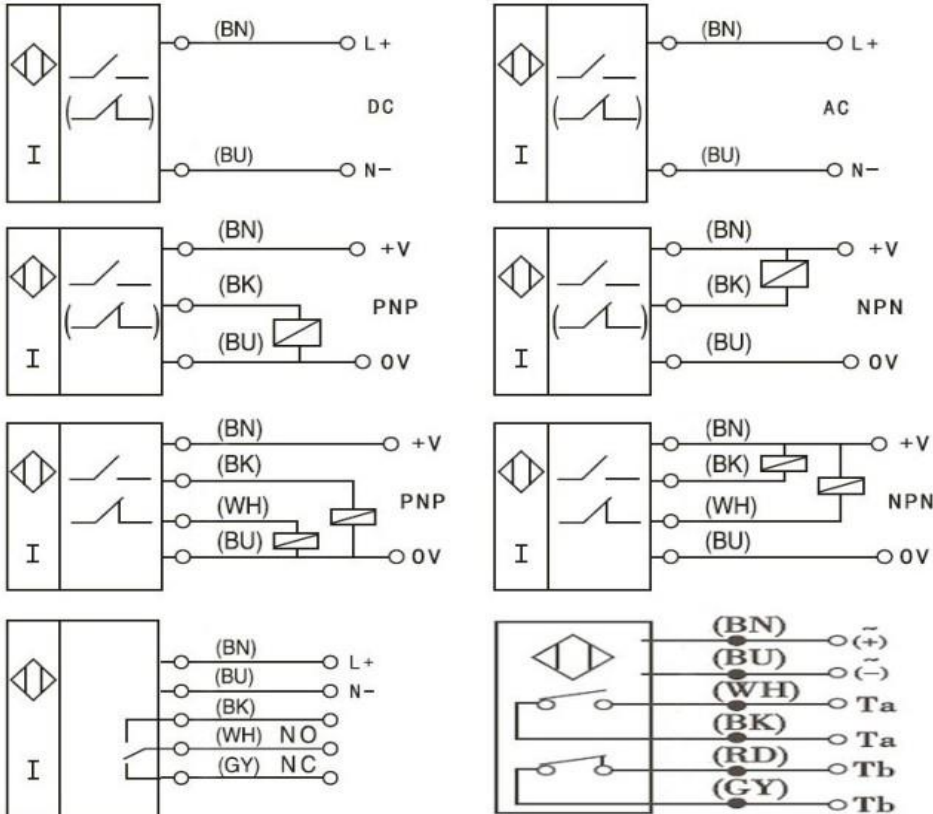 (BN) L+
DC
I (BU) N−
(BN) L+
AC
I (BU) N−
(BN) +V
(BK) PNP
I (BU) 0V
(BN) +V
(BK) NPN
I (BU) 0V
(BN) +V
(BK)
(WH) PNP
I (BU) 0V
(BN) +V
(BK)
(WH) NPN
I (BU) 0V
(BN) L+
(BU) N−
(BK)
(WH) NO
I (GY) NC
(BN) (+) ~
(BU) (−) ~
(WH) Ta
(BK) Ta
(RD) Tb
(GY) Tb